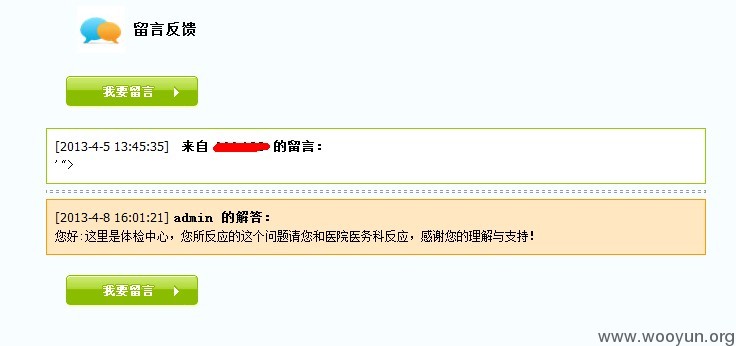 留言反馈
我要留言
[2013-4-5 13:45:35] 来自 的留言：
' ">
[2013-4-8 16:01:21] admin 的解答：
您好:这里是体检中心，您所反应的这个问题请您和医院医务科反应，感谢您的理解与支持！
我要留言
www.wooyun.org